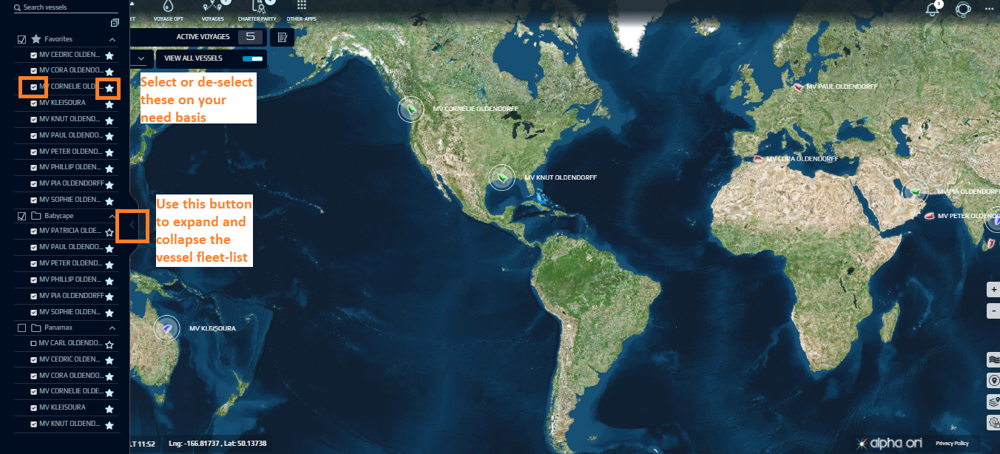 Search vessels
ET
VOYAGE OPT
VOYAGES
CHARTER PARTY
OTHER-APPS
3
Favorites
ACTIVE VOYAGES
5
MV CEDRIC OLDEN...
VIEW ALL VESSELS
MV CORA OLDENDO...
MV CORNELIE OLD...
MV KLEISOURA
MV KNUT OLDEND...
MV PAUL OLDENDO...
MV PETER OLDEND...
MV PHILLIP OLDEN...
MV PIA OLDENDORFF
MV SOPHIE OLDEN...
Babycape
MV PATRICIA OLDE...
MV PAUL OLDENDO...
MV PETER OLDEND...
MV PHILLIP OLDEN...
MV PIA OLDENDORFF
MV SOPHIE OLDEN...
Panamax
MV CARL OLDENDO...
MV CEDRIC OLDEN...
MV CORA OLDENDO...
MV CORNELIE OLDE...
MV KLEISOURA
MV KNUT OLDEND...
Select or de-select
these on your
need basis
Use this button
to expand and
collapse the
vessel fleet-list
MV PAUL OLDENDORFF
MV CORNELIE OLDENDORFF
MV CORA OLDENDORFF
MV KNUT OLDENDORFF
MV PIA OLDENDORFF
MV PETER OLDENDO
MV KLEISOURA
+
-
LT 11:52
Lng: -166.81737 , Lat: 50.13738
alpha ori
Privacy Policy